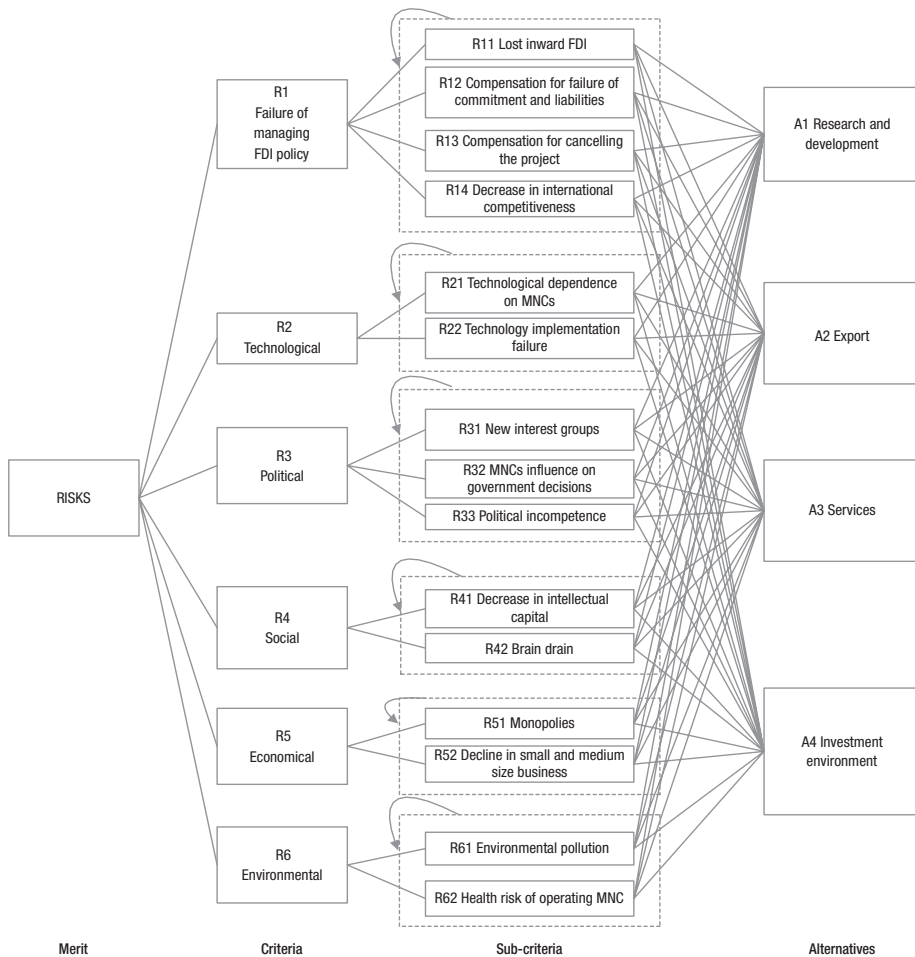 RISKS
R1
Failure of
managing
FDI policy
R2
Technological
R3
Political
R4
Social
R5
Economical
R6
Environmental
R11 Lost inward FDI
R12 Compensation for failure of
commitment and liabilities
R13 Compensation for cancelling
the project
R14 Decrease in international
competitiveness
R21 Technological dependence
on MNCs
R22 Technology implementation
failure
R31 New interest groups
R32 MNCs influence on
government decisions
R33 Political incompetence
R41 Decrease in intellectual
capital
R42 Brain drain
R51 Monopolies
R52 Decline in small and medium
size business
R61 Environmental pollution
R62 Health risk of operating MNC
A1 Research and
development
A2 Export
A3 Services
A4 Investment
environment
Merit
Criteria
Sub-criteria
Alternatives